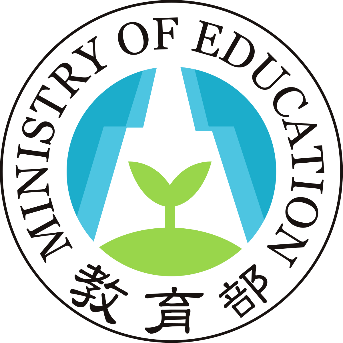 MINISTRY OF EDUCATION
教育部